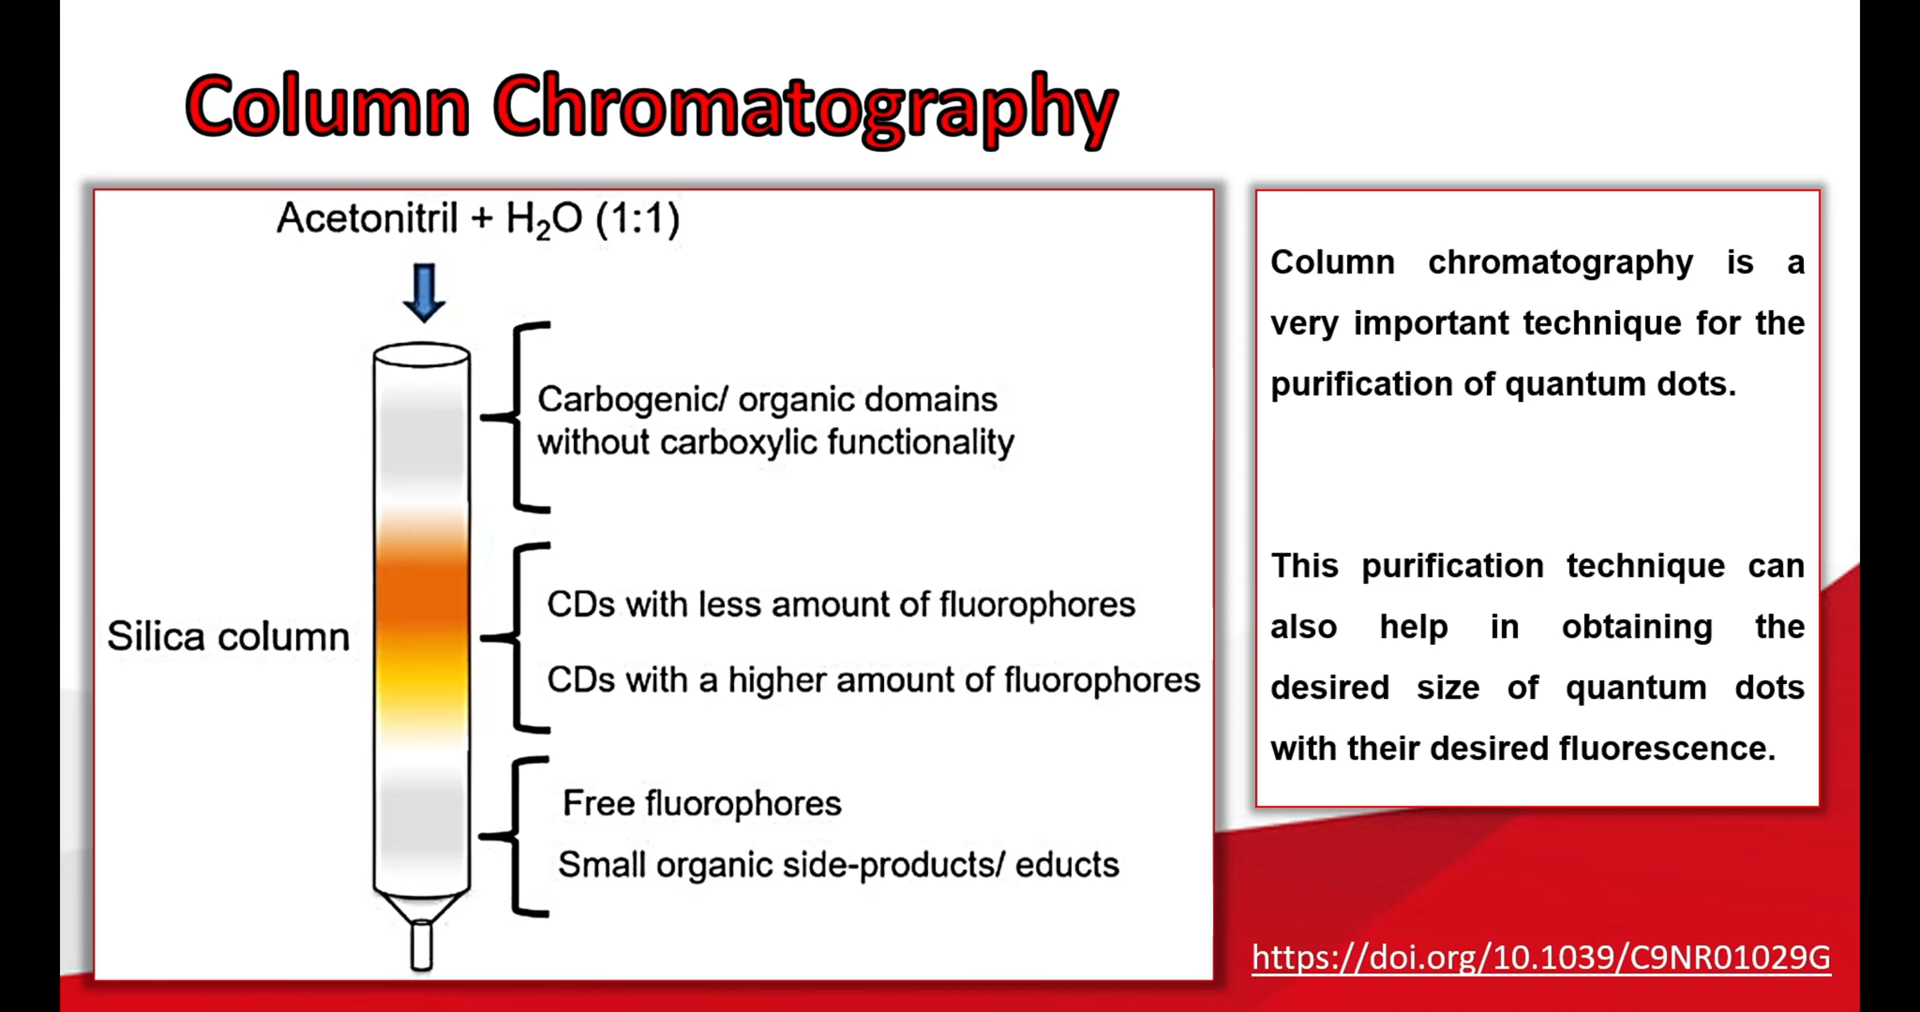 Column Chromatography
Acetonitril + H₂O (1:1)
Carbogenic/ organic domains
without carboxylic functionality
CDs with less amount of fluorophores
Silica column
CDs with a higher amount of fluorophores
Free fluorophores
Small organic side-products/ educts
Column chromatography is a
very important technique for the
purification of quantum dots.
This purification technique can
also help in obtaining the
desired size of quantum dots
with their desired fluorescence.
https://doi.org/10.1039/C9NR01029G